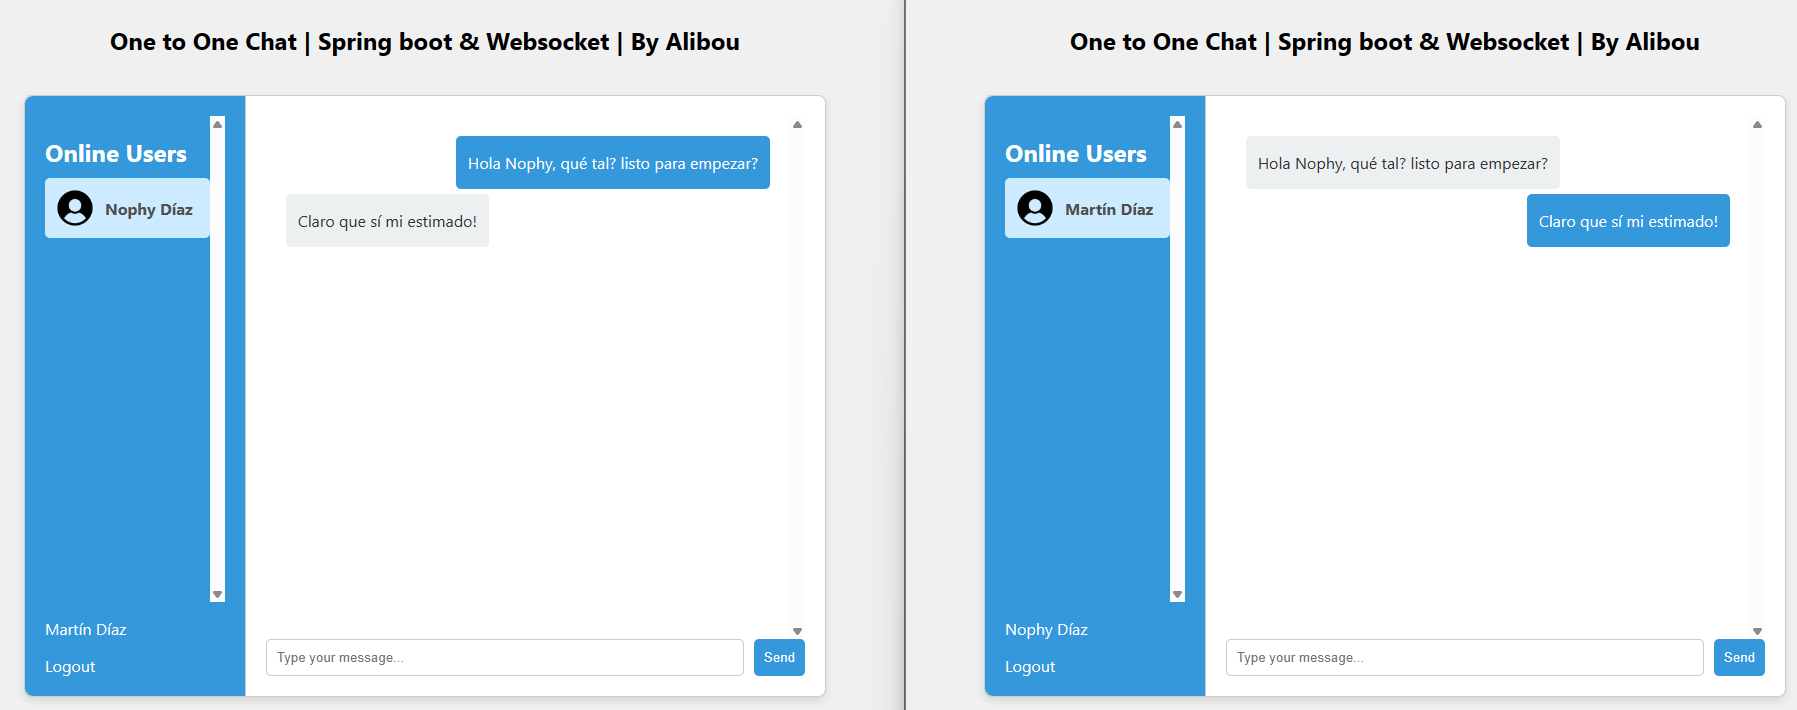 One to One Chat | Spring boot & Websocket | By Alibou
Online Users
Nophy Díaz
Hola Nophy, qué tal? listo para empezar?
Claro que sí mi estimado!
Martín Díaz
Logout
Type your message...
Send
One to One Chat | Spring boot & Websocket | By Alibou
Online Users
Martín Díaz
Hola Nophy, qué tal? listo para empezar?
Claro que sí mi estimado!
Nophy Díaz
Logout
Type your message...
Send